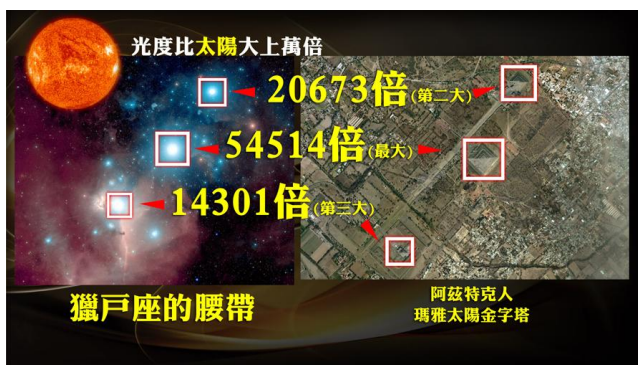 光度比太陽大上萬倍
20673倍(第二大)
54514倍(最大)
14301倍(第三大)
獵戶座的腰帶
阿茲特克人
瑪雅太陽金字塔